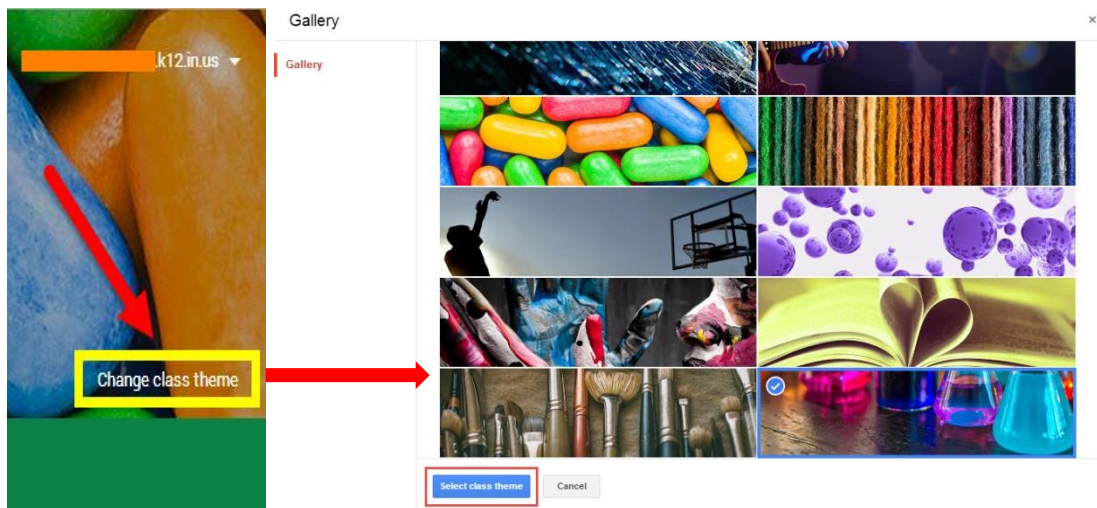 .k12.in.us
Change class theme
Gallery
×
Gallery
Select class theme
Cancel